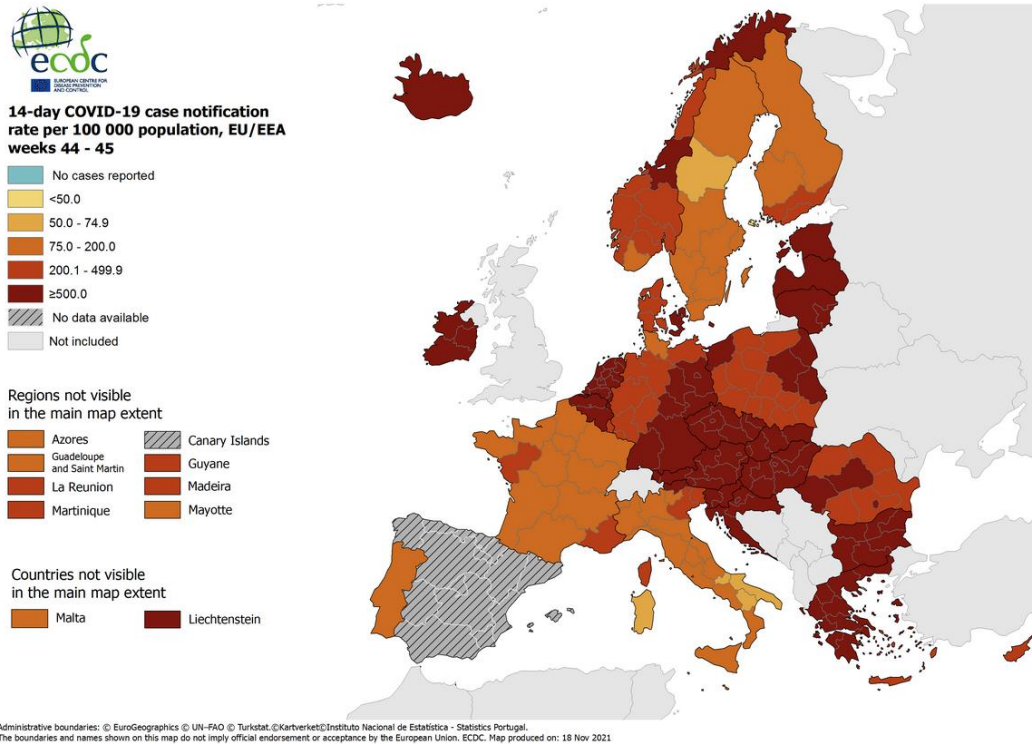 ecdc
EUROPEAN CENTRE FOR
DISEASE PREVENTION
AND CONTROL
14-day COVID-19 case notification
rate per 100 000 population, EU/EEA
weeks 44 - 45
No cases reported
<50.0
50.0 - 74.9
75.0 - 200.0
200.1 - 499.9
≥500.0
No data available
Not included
Regions not visible
in the main map extent
Azores
Guadeloupe
and Saint Martin
La Reunion
Martinique
Canary Islands
Guyane
Madeira
Mayotte
Countries not visible
in the main map extent
Malta
Liechtenstein
Administrative boundaries: © EuroGeographics © UN–FAO © Turkstat.©Kartverket©Instituto Nacional de Estatística - Statistics Portugal.
The boundaries and names shown on this map do not imply official endorsement or acceptance by the European Union. ECDC. Map produced on: 18 Nov 2021